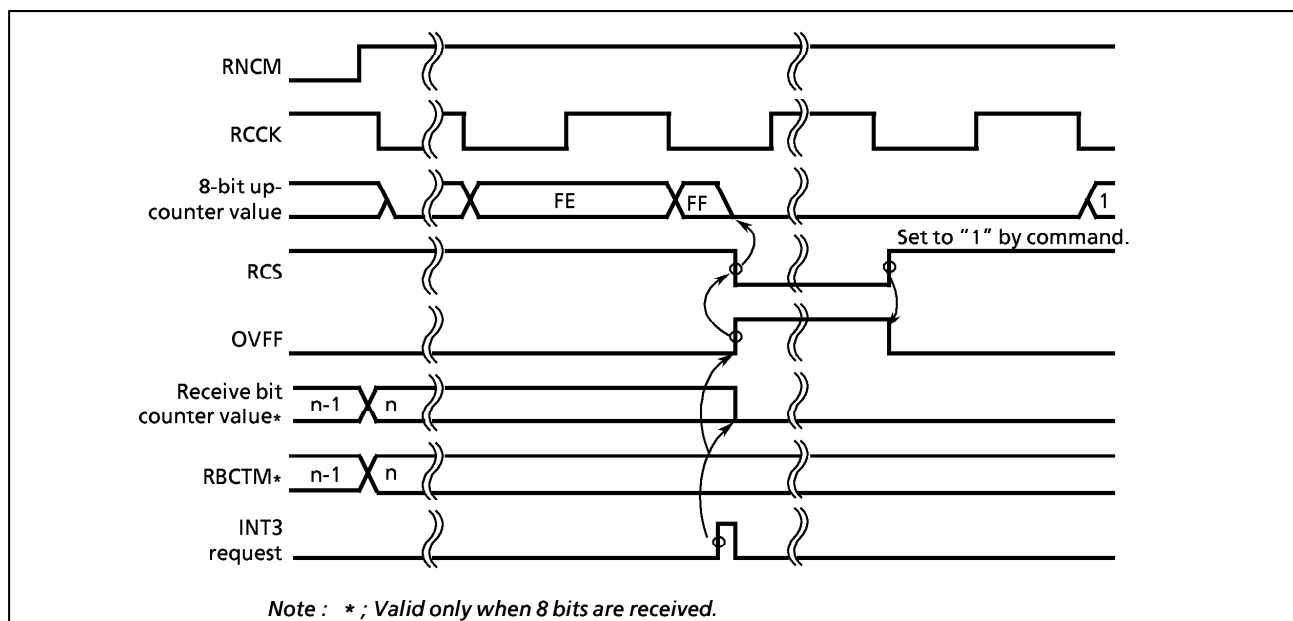 RNCM
RCCK
8-bit up-
counter value
FE
FF
1
Set to "1" by command.
RCS
OVFF
Receive bit
counter value*
n-1
n
RBCTM*
n-1
n
INT3
request
Note : * ; Valid only when 8 bits are received.